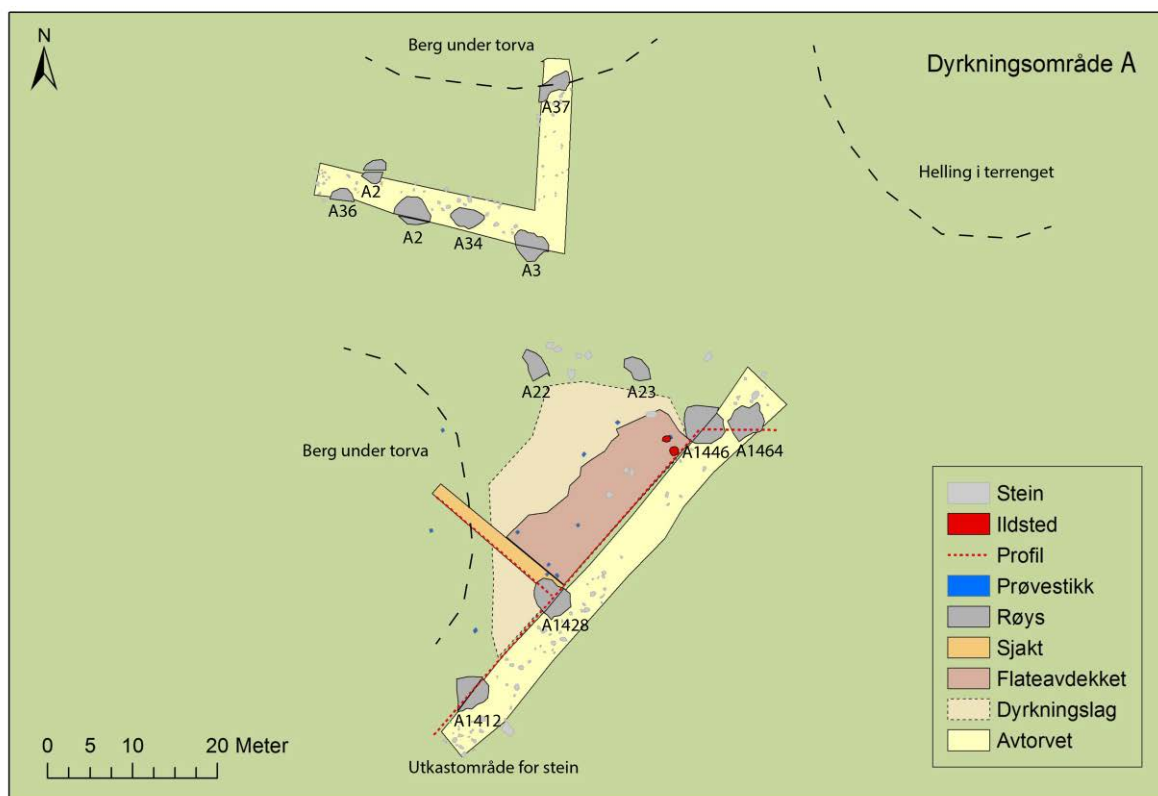 N
Berg under torva
Dyrkningsområde A
A37
Helling i terrenget
A2
A36
A2
A34
A3
A22
A23
Berg under torva
A1446
A1464
A1428
A1412
Stein
Ildsted
Profil
Prøvestikk
Røys
Sjakt
Flateavdekket
Dyrkningslag
Avtorvet
0 5 10 20 Meter
Utkastområde for stein